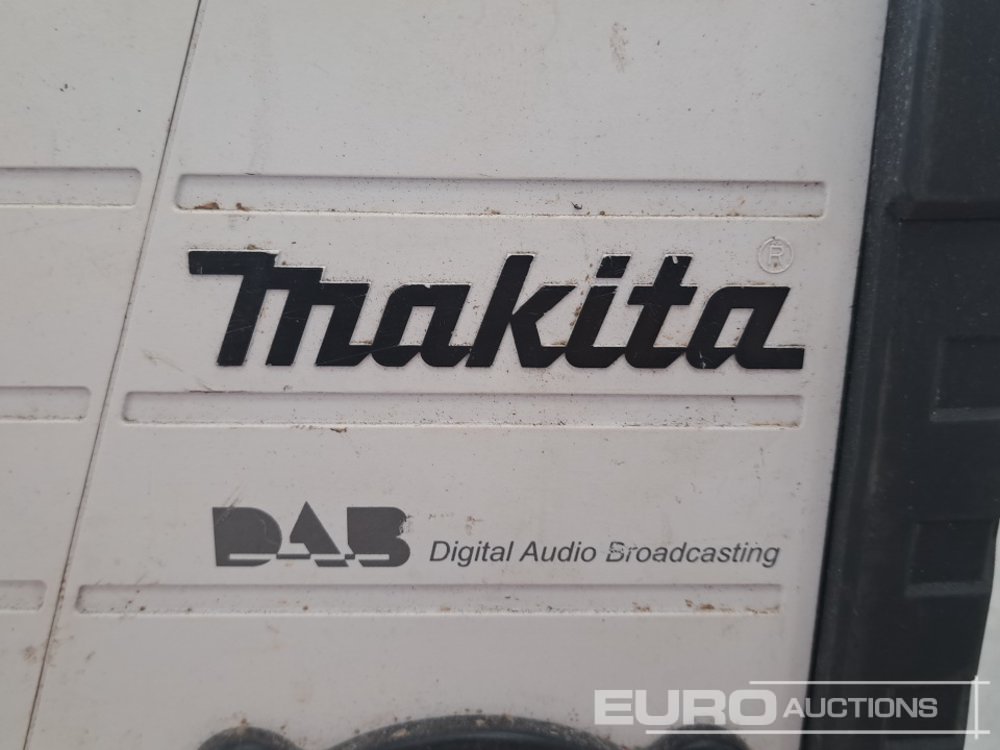 makita ®
DAB Digital Audio Broadcasting
EURO AUCTIONS